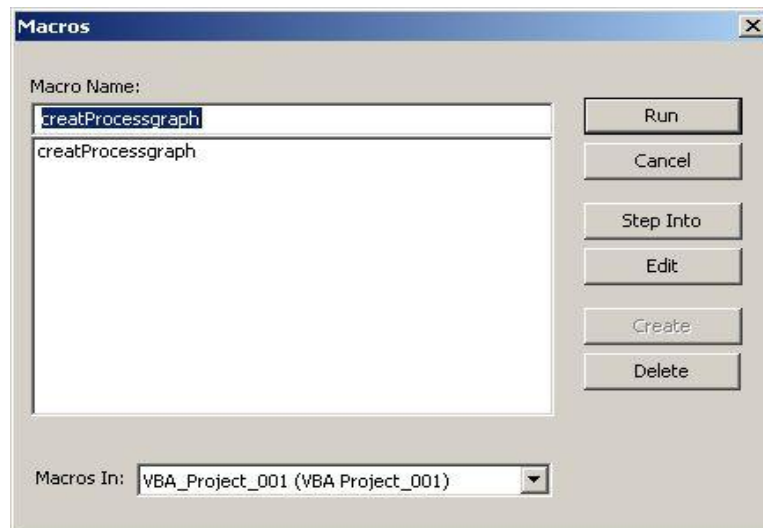 Macros
Macro Name:
creatProcessgraph
creatProcessgraph
Run
Cancel
Step Into
Edit
Create
Delete
Macros In: VBA_Project_001 (VBA Project_001)